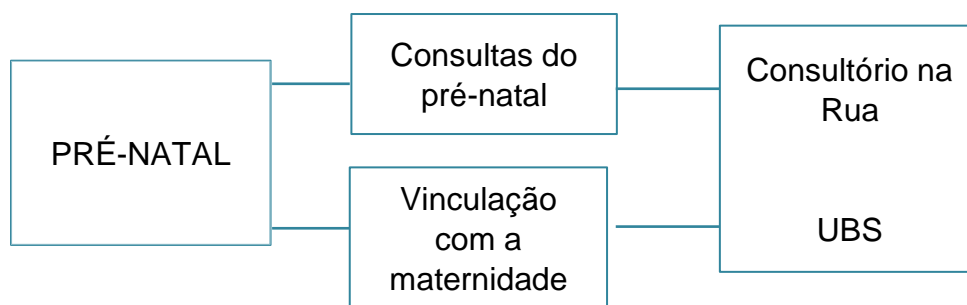 PRÉ-NATAL
Consultas do
pré-natal
Vinculação
com a
maternidade
Consultório na
Rua
UBS